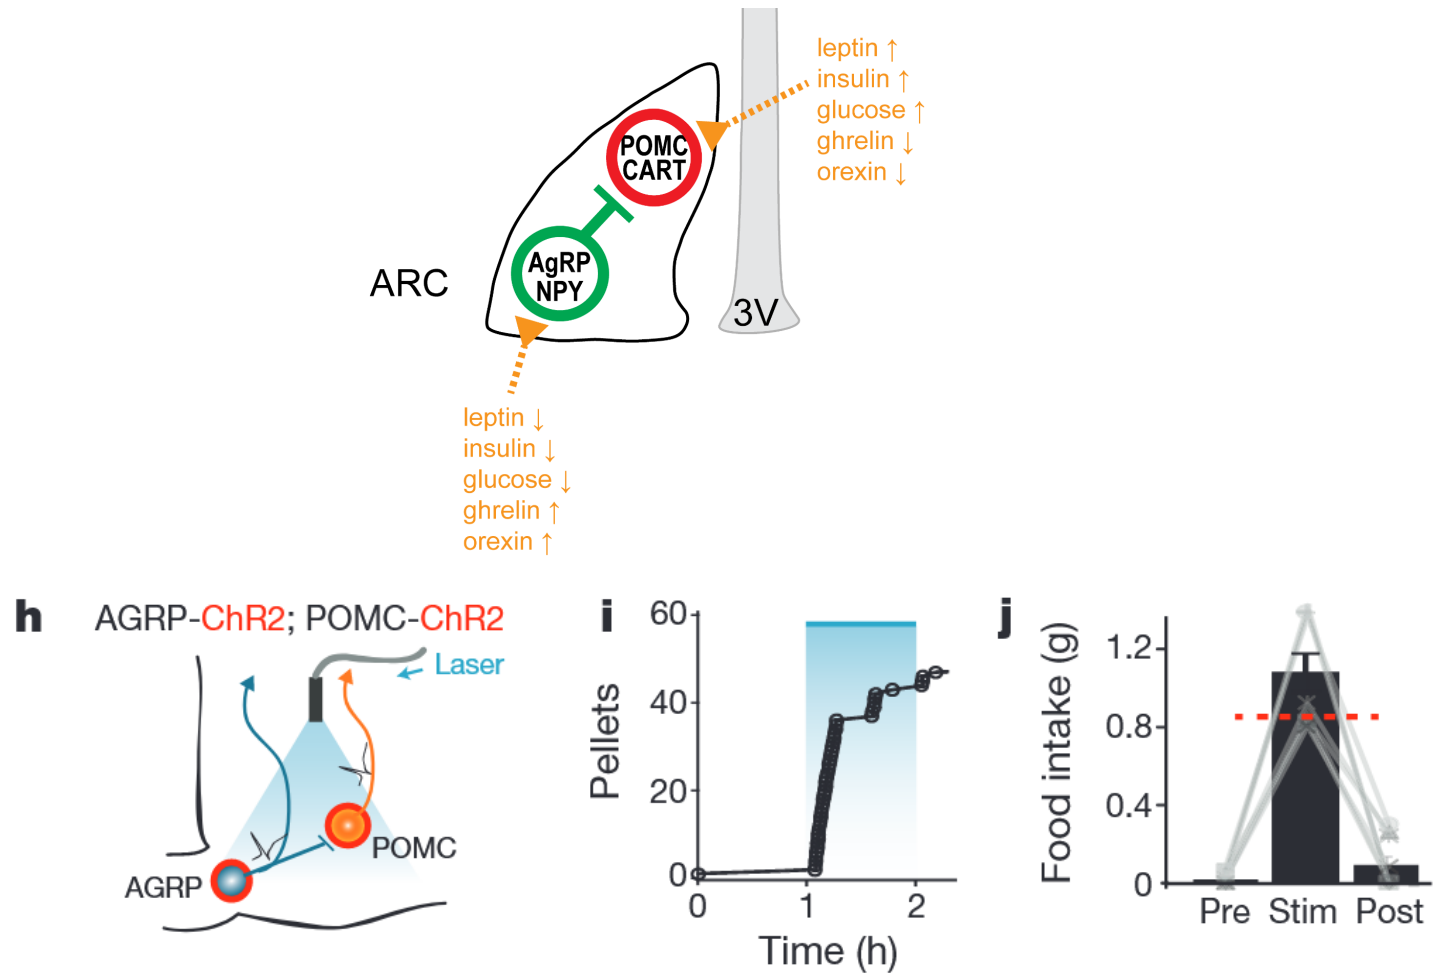 leptin ↑
insulin ↑
glucose ↑
ghrelin ↓
orexin ↓
POMC
CART
AgRP
NPY
ARC
3V
leptin ↓
insulin ↓
glucose ↓
ghrelin ↑
orexin ↑
h AGRP-ChR2; POMC-ChR2
Laser
POMC
AGRP
i
60
40
20
0
0 1 2
Pellets
Time (h)
j
1.2
0.8
0.4
0
Food intake (g)
Pre Stim Post